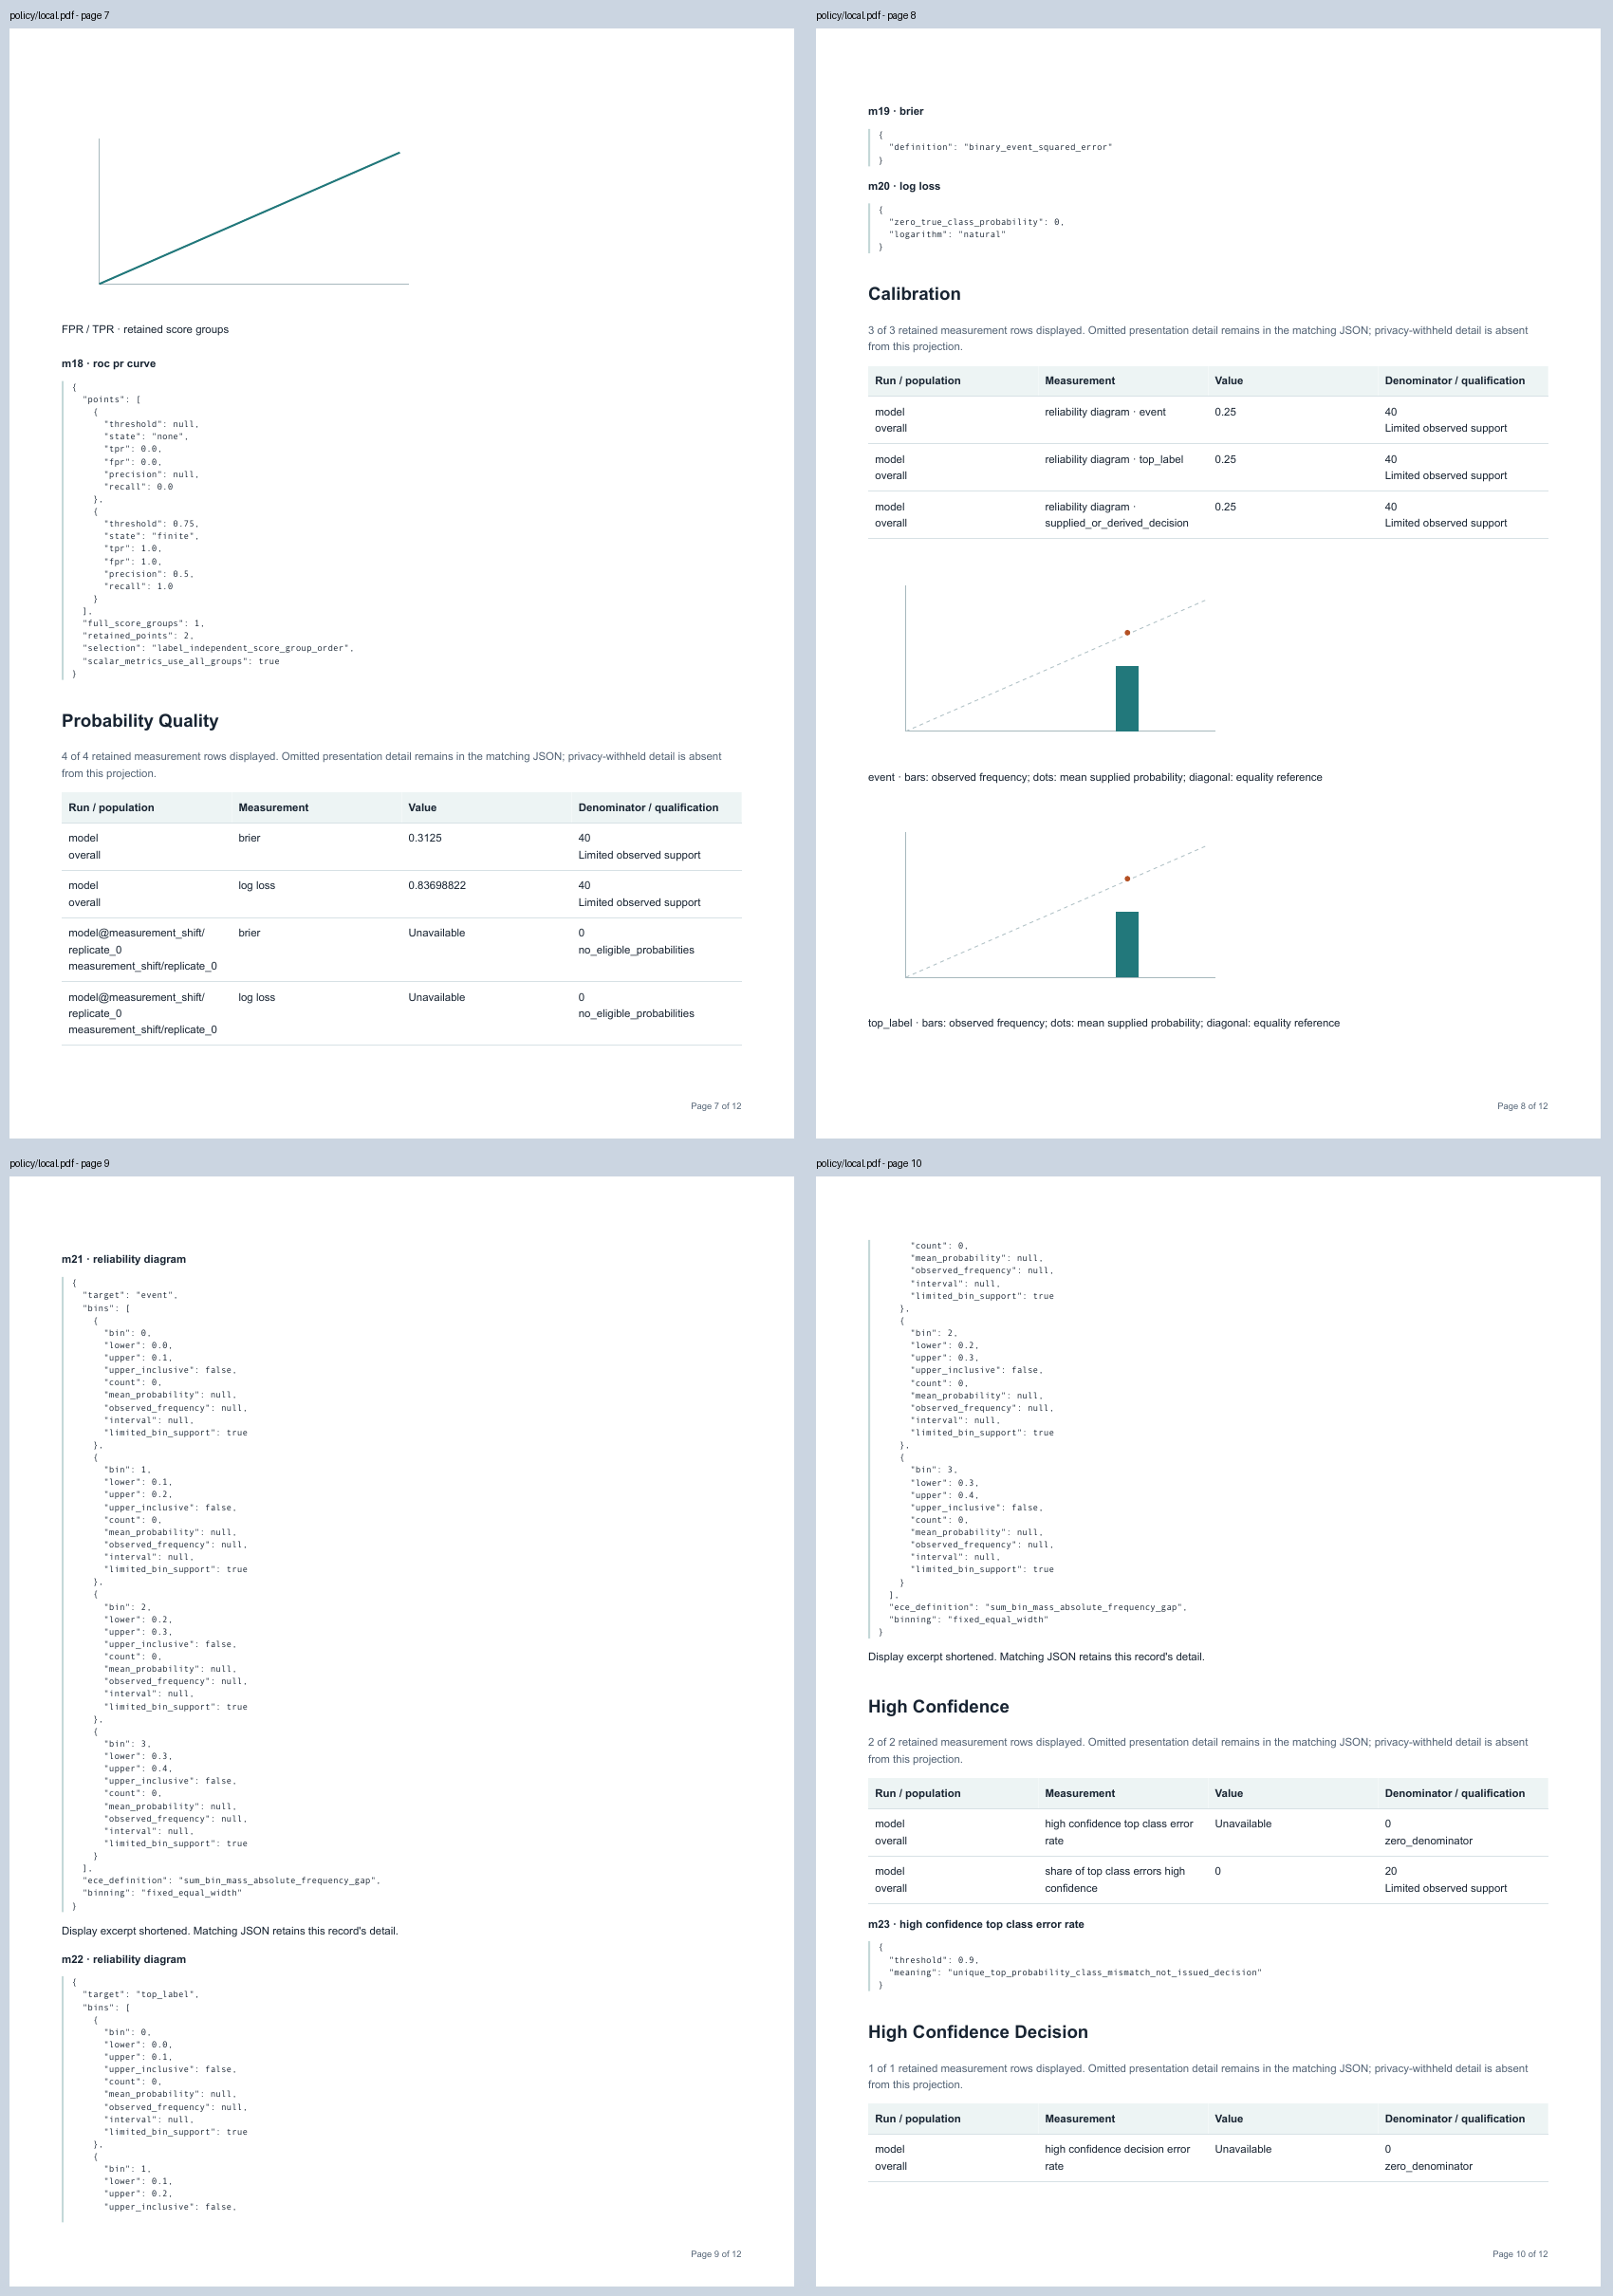 policy/local.pdf - page 7
FPR / TPR · retained score groups
m18 · roc pr curve
{
  "points": [
    {
      "threshold": null,
      "state": "none",
      "tpr": 0.0,
      "fpr": 0.0,
      "precision": null,
      "recall": 0.0
    },
    {
      "threshold": 0.75,
      "state": "finite",
      "tpr": 1.0,
      "fpr": 1.0,
      "precision": 0.5,
      "recall": 1.0
    }
  ],
  "full_score_groups": 1,
  "retained_points": 2,
  "selection": "label_independent_score_group_order",
  "scalar_metrics_use_all_groups": true
}
Probability Quality
4 of 4 retained measurement rows displayed. Omitted presentation detail remains in the matching JSON; privacy-withheld detail is absent
from this projection.
Run / population Measurement Value Denominator / qualification
model brier 0.3125 40
overall Limited observed support
model log loss 0.83698822 40
overall Limited observed support
model@measurement_shift/ brier Unavailable 0
replicate_0 no_eligible_probabilities
measurement_shift/replicate_0
model@measurement_shift/ log loss Unavailable 0
replicate_0 no_eligible_probabilities
measurement_shift/replicate_0
Page 7 of 12
policy/local.pdf - page 8
m19 · brier
{
  "definition": "binary_event_squared_error"
}
m20 · log loss
{
  "zero_true_class_probability": 0,
  "logarithm": "natural"
}
Calibration
3 of 3 retained measurement rows displayed. Omitted presentation detail remains in the matching JSON; privacy-withheld detail is absent
from this projection.
Run / population Measurement Value Denominator / qualification
model reliability diagram · event 0.25 40
overall Limited observed support
model reliability diagram · top_label 0.25 40
overall Limited observed support
model reliability diagram · 0.25 40
overall supplied_or_derived_decision Limited observed support
event · bars: observed frequency; dots: mean supplied probability; diagonal: equality reference
top_label · bars: observed frequency; dots: mean supplied probability; diagonal: equality reference
Page 8 of 12
policy/local.pdf - page 9
m21 · reliability diagram
{
  "target": "event",
  "bins": [
    {
      "bin": 0,
      "lower": 0.0,
      "upper": 0.1,
      "upper_inclusive": false,
      "count": 0,
      "mean_probability": null,
      "observed_frequency": null,
      "interval": null,
      "limited_bin_support": true
    },
    {
      "bin": 1,
      "lower": 0.1,
      "upper": 0.2,
      "upper_inclusive": false,
      "count": 0,
      "mean_probability": null,
      "observed_frequency": null,
      "interval": null,
      "limited_bin_support": true
    },
    {
      "bin": 2,
      "lower": 0.2,
      "upper": 0.3,
      "upper_inclusive": false,
      "count": 0,
      "mean_probability": null,
      "observed_frequency": null,
      "interval": null,
      "limited_bin_support": true
    },
    {
      "bin": 3,
      "lower": 0.3,
      "upper": 0.4,
      "upper_inclusive": false,
      "count": 0,
      "mean_probability": null,
      "observed_frequency": null,
      "interval": null,
      "limited_bin_support": true
    }
  ],
  "ece_definition": "sum_bin_mass_absolute_frequency_gap",
  "binning": "fixed_equal_width"
}
Display excerpt shortened. Matching JSON retains this record's detail.
m22 · reliability diagram
{
  "target": "top_label",
  "bins": [
    {
      "bin": 0,
      "lower": 0.0,
      "upper": 0.1,
      "upper_inclusive": false,
      "count": 0,
      "mean_probability": null,
      "observed_frequency": null,
      "interval": null,
      "limited_bin_support": true
    },
    {
      "bin": 1,
      "lower": 0.1,
      "upper": 0.2,
      "upper_inclusive": false,
Page 9 of 12
policy/local.pdf - page 10
      "count": 0,
      "mean_probability": null,
      "observed_frequency": null,
      "interval": null,
      "limited_bin_support": true
    },
    {
      "bin": 2,
      "lower": 0.2,
      "upper": 0.3,
      "upper_inclusive": false,
      "count": 0,
      "mean_probability": null,
      "observed_frequency": null,
      "interval": null,
      "limited_bin_support": true
    },
    {
      "bin": 3,
      "lower": 0.3,
      "upper": 0.4,
      "upper_inclusive": false,
      "count": 0,
      "mean_probability": null,
      "observed_frequency": null,
      "interval": null,
      "limited_bin_support": true
    }
  ],
  "ece_definition": "sum_bin_mass_absolute_frequency_gap",
  "binning": "fixed_equal_width"
}
Display excerpt shortened. Matching JSON retains this record's detail.
High Confidence
2 of 2 retained measurement rows displayed. Omitted presentation detail remains in the matching JSON; privacy-withheld detail is absent
from this projection.
Run / population Measurement Value Denominator / qualification
model high confidence top class error Unavailable 0
overall rate zero_denominator
model share of top class errors high 0 20
overall confidence Limited observed support
m23 · high confidence top class error rate
{
  "threshold": 0.9,
  "meaning": "unique_top_probability_class_mismatch_not_issued_decision"
}
High Confidence Decision
1 of 1 retained measurement rows displayed. Omitted presentation detail remains in the matching JSON; privacy-withheld detail is absent
from this projection.
Run / population Measurement Value Denominator / qualification
model high confidence decision error Unavailable 0
overall rate zero_denominator
Page 10 of 12